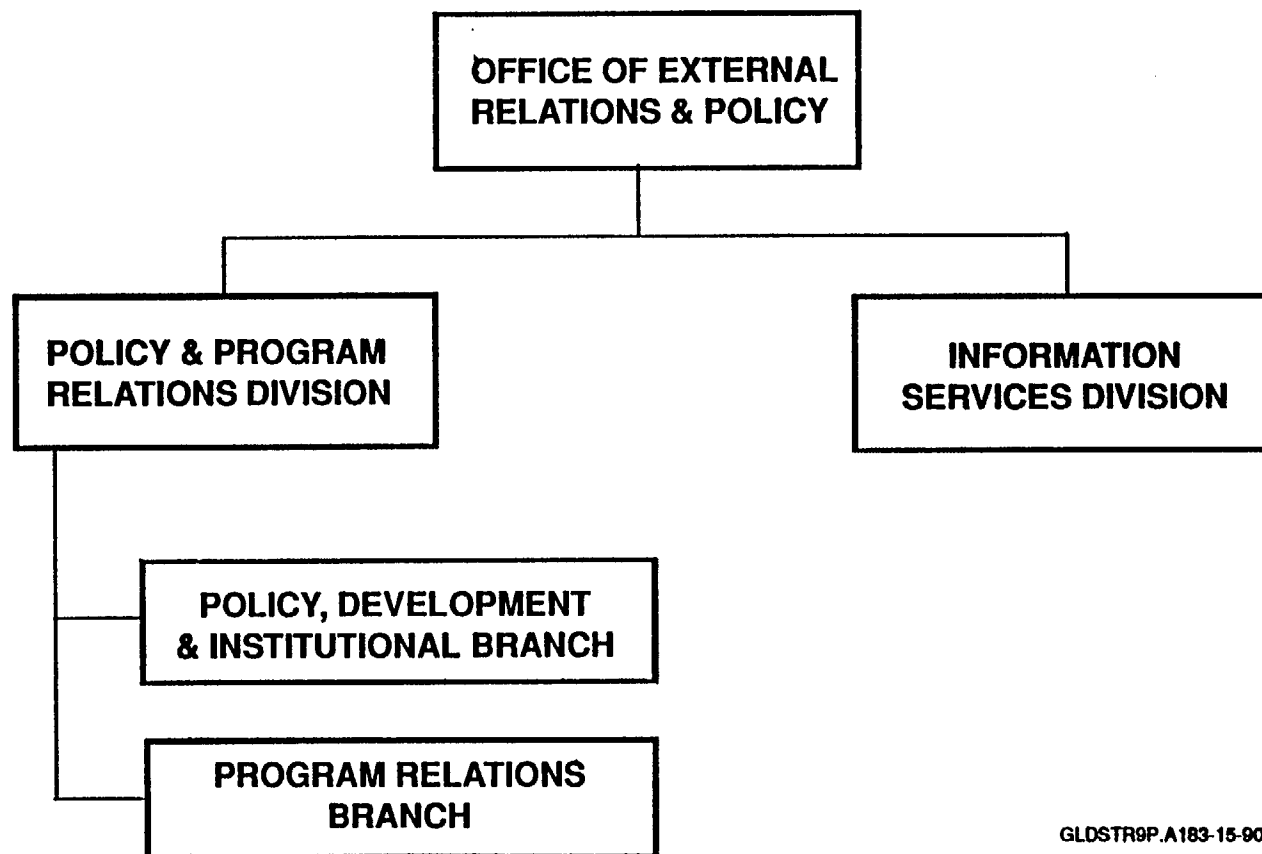 OFFICE OF EXTERNAL
RELATIONS & POLICY
POLICY & PROGRAM
RELATIONS DIVISION
INFORMATION
SERVICES DIVISION
POLICY, DEVELOPMENT
& INSTITUTIONAL BRANCH
PROGRAM RELATIONS
BRANCH
GLDSTR9P.A183-15-90